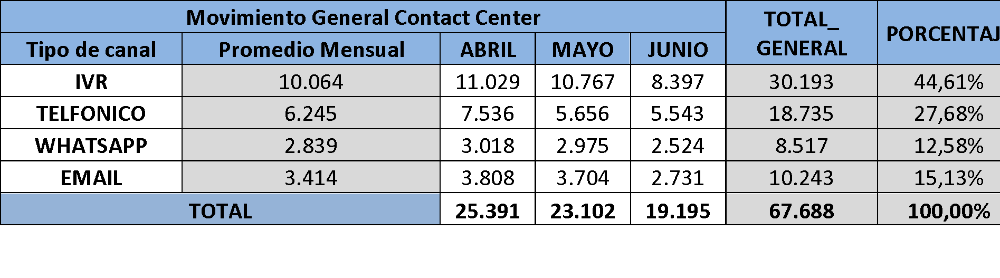 Movimiento General Contact Center TOTAL_ GENERAL PORCENTAJ
Tipo de canal Promedio Mensual ABRIL MAYO JUNIO
IVR 10.064 11.029 10.767 8.397 30.193 44,61%
TELFONICO 6.245 7.536 5.656 5.543 18.735 27,68%
WHATSAPP 2.839 3.018 2.975 2.524 8.517 12,58%
EMAIL 3.414 3.808 3.704 2.731 10.243 15,13%
TOTAL 25.391 23.102 19.195 67.688 100,00%